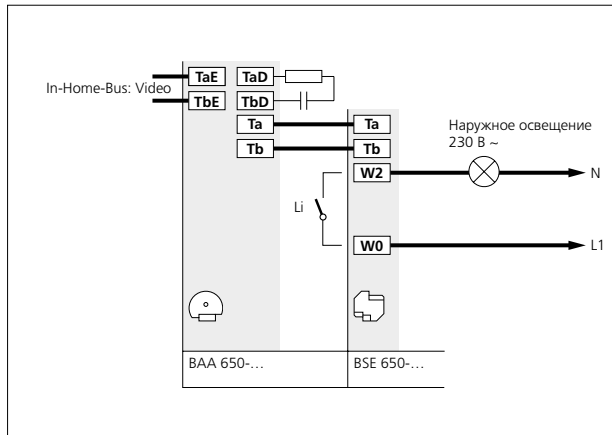 TaE TaD
In-Home-Bus: Video
TbE TbD
Ta Ta
Tb Tb
Наружное освещение
230 В ~
W2 N
Li
W0 L1
BAA 650-… BSE 650-…